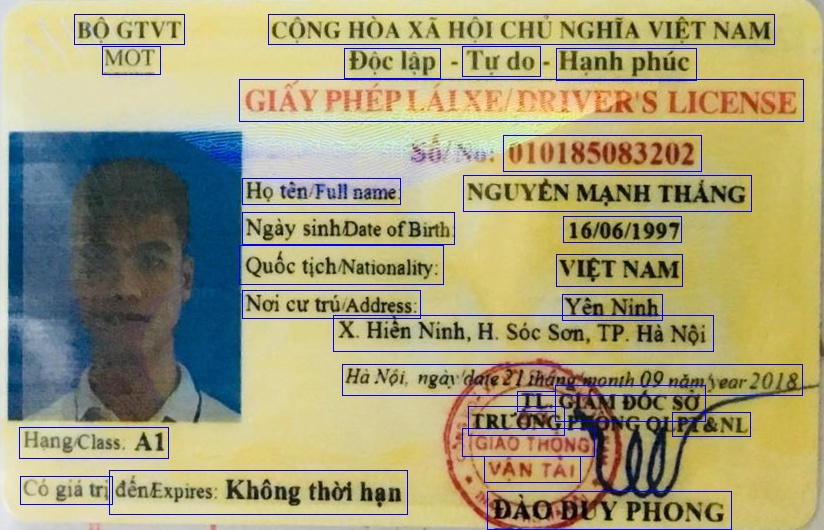 BỘ GTVT
MOT
CỘNG HÒA XÃ HỘI CHỦ NGHĨA VIỆT NAM
Độc lập - Tự do - Hạnh phúc
GIẤY PHÉP LÁI XE/DRIVER'S LICENSE
Số/No: 010185083202
Họ tên/Full name: NGUYỄN MẠNH THẮNG
Ngày sinh/Date of Birth: 16/06/1997
Quốc tịch/Nationality: VIỆT NAM
Nơi cư trú/Address: Yên Ninh
X. Hiền Ninh, H. Sóc Sơn, TP. Hà Nội
Hà Nội, ngày/date 21 tháng/month 09 năm/year 2018
TL. GIÁM ĐỐC SỞ
TRƯỞNG PHÒNG QLPT&NL
GIAO THÔNG
VẬN TẢI
Hạng/Class. A1
Có giá trị đến/Expires: Không thời hạn
ĐÀO DUY PHONG